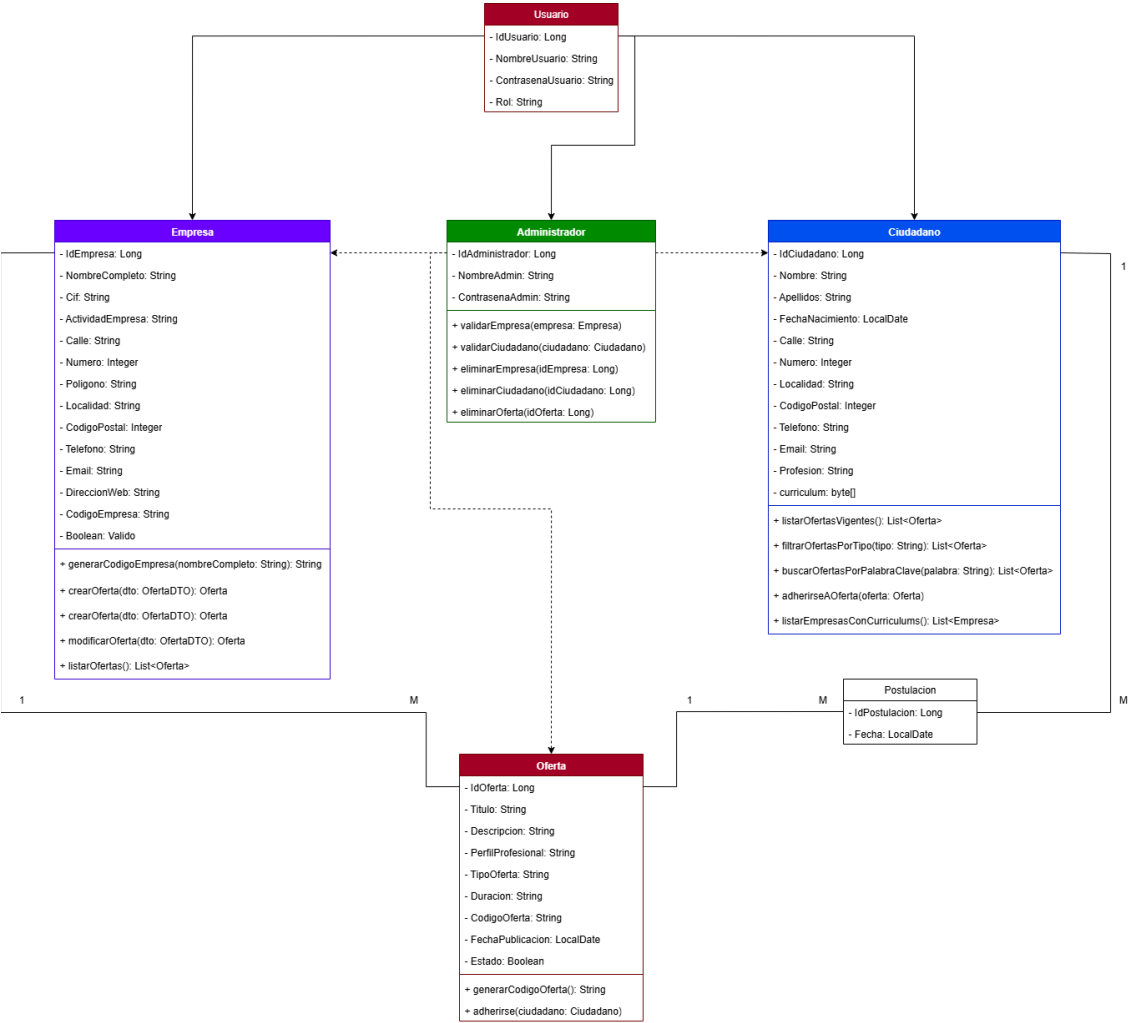 Usuario
- IdUsuario: Long
- NombreUsuario: String
- ContrasenaUsuario: String
- Rol: String
Empresa
- IdEmpresa: Long
- NombreCompleto: String
- Cif: String
- ActividadEmpresa: String
- Calle: String
- Numero: Integer
- Poligono: String
- Localidad: String
- CodigoPostal: Integer
- Telefono: String
- Email: String
- DireccionWeb: String
- CodigoEmpresa: String
- Boolean: Valido
+ generarCodigoEmpresa(nombreCompleto: String): String
+ crearOferta(dto: OfertaDTO): Oferta
+ crearOferta(dto: OfertaDTO): Oferta
+ modificarOferta(dto: OfertaDTO): Oferta
+ listarOfertas(): List<Oferta>
Administrador
- IdAdministrador: Long
- NombreAdmin: String
- ContrasenaAdmin: String
+ validarEmpresa(empresa: Empresa)
+ validarCiudadano(ciudadano: Ciudadano)
+ eliminarEmpresa(idEmpresa: Long)
+ eliminarCiudadano(idCiudadano: Long)
+ eliminarOferta(idOferta: Long)
Ciudadano
- IdCiudadano: Long
- Nombre: String
- Apellidos: String
- FechaNacimiento: LocalDate
- Calle: String
- Numero: Integer
- Localidad: String
- CodigoPostal: Integer
- Telefono: String
- Email: String
- Profesion: String
- curriculum: byte[]
+ listarOfertasVigentes(): List<Oferta>
+ filtrarOfertasPorTipo(tipo: String): List<Oferta>
+ buscarOfertasPorPalabraClave(palabra: String): List<Oferta>
+ adherirseAOferta(oferta: Oferta)
+ listarEmpresasConCurriculums(): List<Empresa>
1
1
M
1
M
M
Postulacion
- IdPostulacion: Long
- Fecha: LocalDate
Oferta
- IdOferta: Long
- Titulo: String
- Descripcion: String
- PerfilProfesional: String
- TipoOferta: String
- Duracion: String
- CodigoOferta: String
- FechaPublicacion: LocalDate
- Estado: Boolean
+ generarCodigoOferta(): String
+ adherirse(ciudadano: Ciudadano)